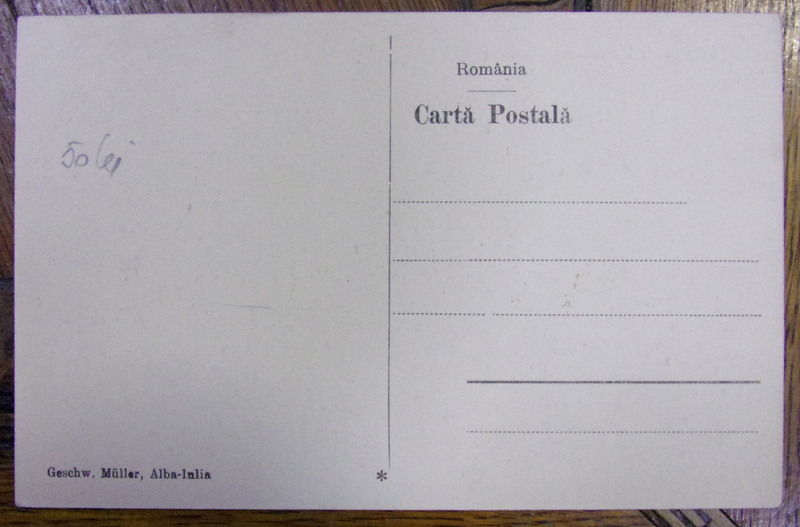 România
Cartă Postală
50 lei
Geschw. Müller, Alba-Iulia
*